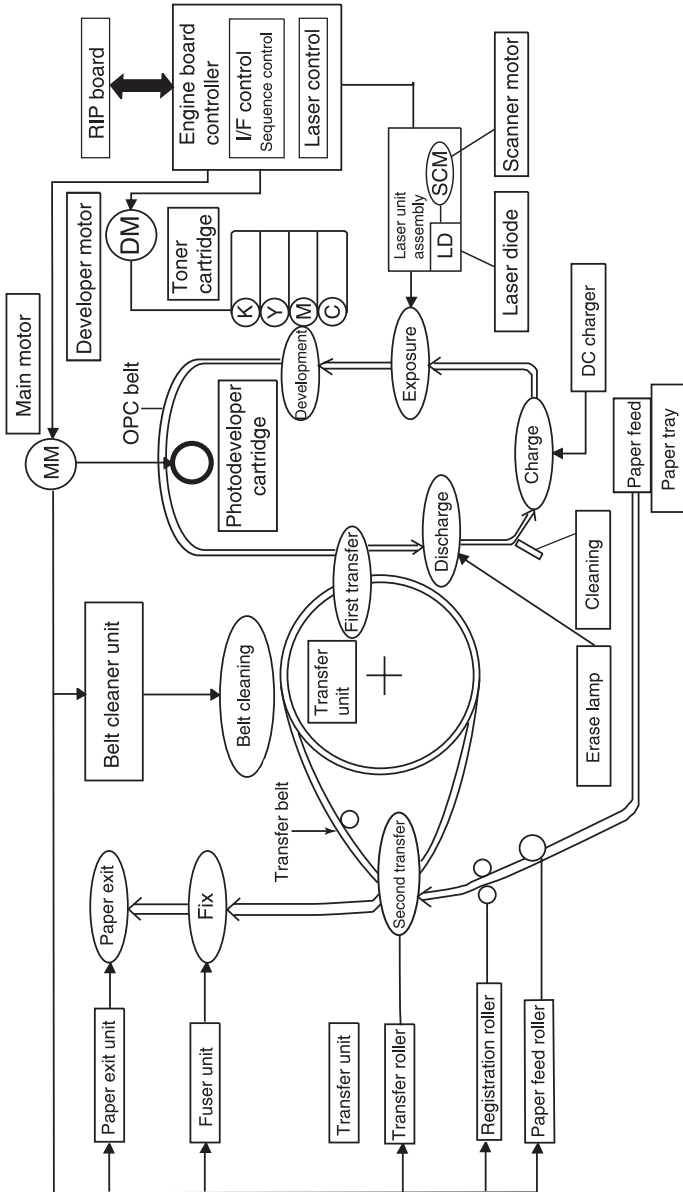 RIP board
Engine board
controller
I/F control
Sequence control
Laser control
Main motor
MM
Developer motor
DM
Toner
cartridge
K
Y
M
C
OPC belt
Photodeveloper
cartridge
Development
Exposure
Laser unit
assembly
LD
SCM
Scanner motor
Laser diode
Charge
DC charger
Discharge
Cleaning
Erase lamp
First transfer
Paper feed
Paper tray
Belt cleaner unit
Belt cleaning
Transfer
unit
Transfer belt
Second transfer
Paper exit
Fix
Paper exit unit
Fuser unit
Transfer unit
Transfer roller
Registration roller
Paper feed roller